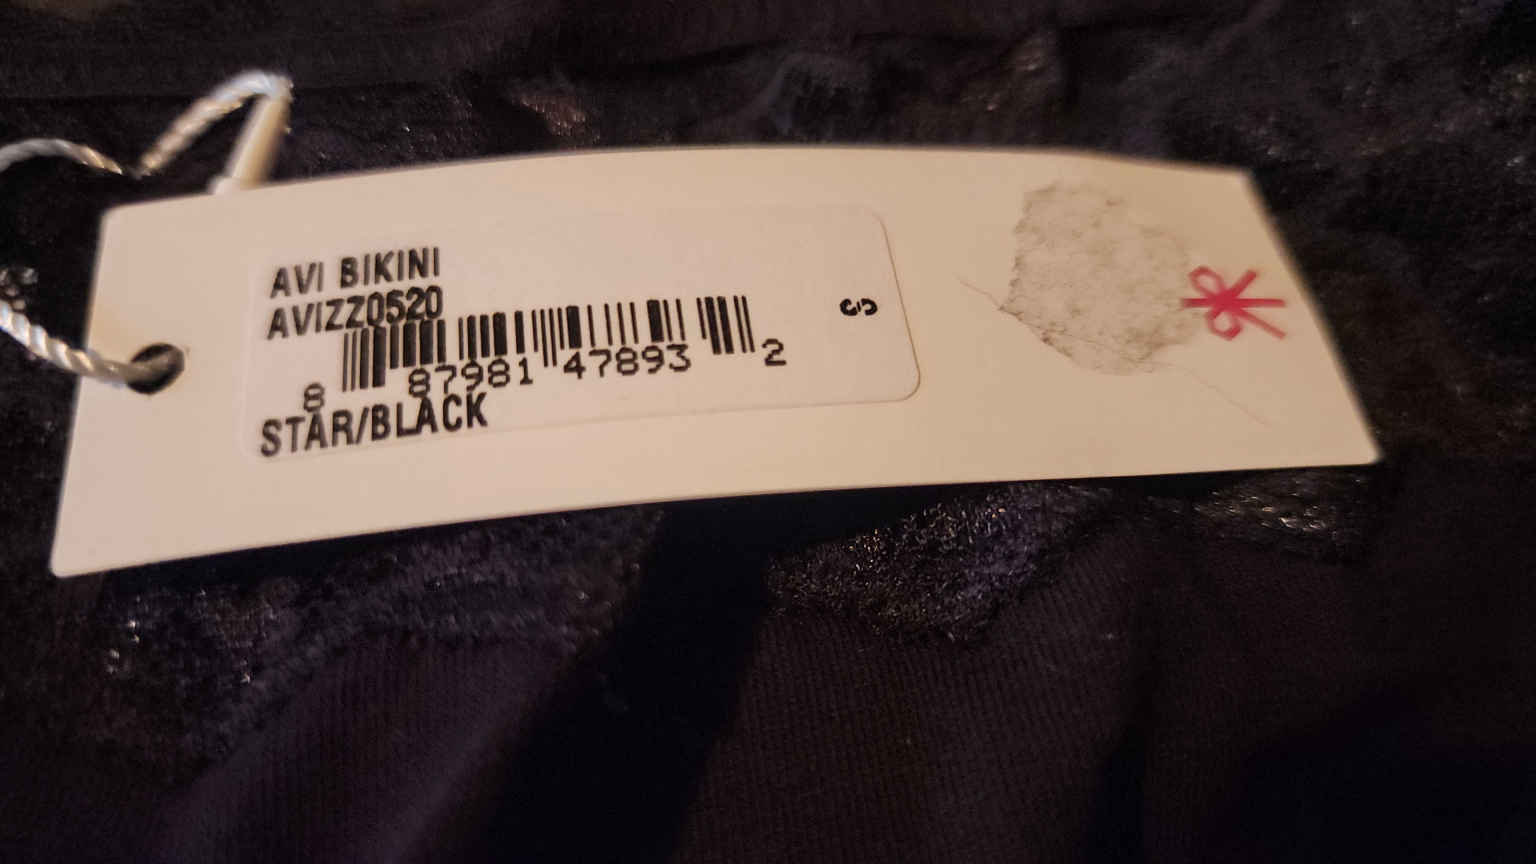 AVI BIKINI
AVIZZ0520
8 87981 47893 2
STAR/BLACK